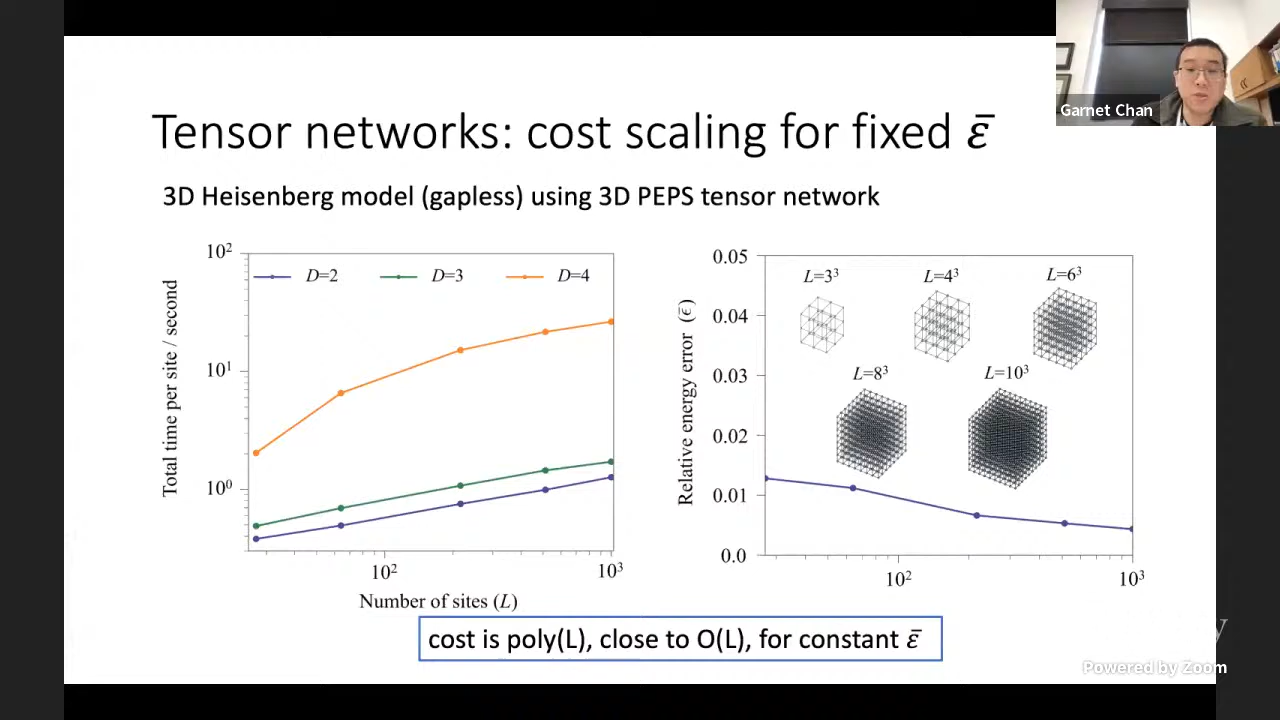 Garnet Chan
Tensor networks: cost scaling for fixed ε̄
3D Heisenberg model (gapless) using 3D PEPS tensor network
10²
10¹
10⁰
Total time per site / second
D=2
D=3
D=4
10²
10³
Number of sites (L)
0.05
0.04
0.03
0.02
0.01
0.0
Relative energy error (ϵ̄)
L=3³
L=4³
L=6³
L=8³
L=10³
10²
10³
cost is poly(L), close to O(L), for constant ε̄
y
Powered by Zoom